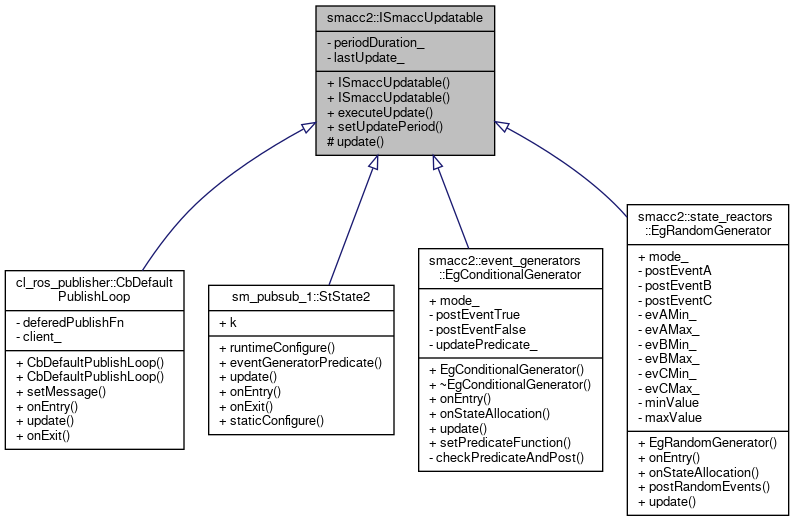 smacc2::ISmaccUpdatable
- periodDuration_
- lastUpdate_
+ ISmaccUpdatable()
+ ISmaccUpdatable()
+ executeUpdate()
+ setUpdatePeriod()
# update()
cl_ros_publisher::CbDefault
PublishLoop
- deferedPublishFn
- client_
+ CbDefaultPublishLoop()
+ CbDefaultPublishLoop()
+ setMessage()
+ onEntry()
+ update()
+ onExit()
sm_pubsub_1::StState2
+ k
+ runtimeConfigure()
+ eventGeneratorPredicate()
+ update()
+ onEntry()
+ onExit()
+ staticConfigure()
smacc2::event_generators
::EgConditionalGenerator
+ mode_
- postEventTrue
- postEventFalse
- updatePredicate_
+ EgConditionalGenerator()
+ ~EgConditionalGenerator()
+ onEntry()
+ onStateAllocation()
+ update()
+ setPredicateFunction()
- checkPredicateAndPost()
smacc2::state_reactors
::EgRandomGenerator
+ mode_
- postEventA
- postEventB
- postEventC
- evAMin_
- evAMax_
- evBMin_
- evBMax_
- evCMin_
- evCMax_
- minValue
- maxValue
+ EgRandomGenerator()
+ onEntry()
+ onStateAllocation()
+ postRandomEvents()
+ update()